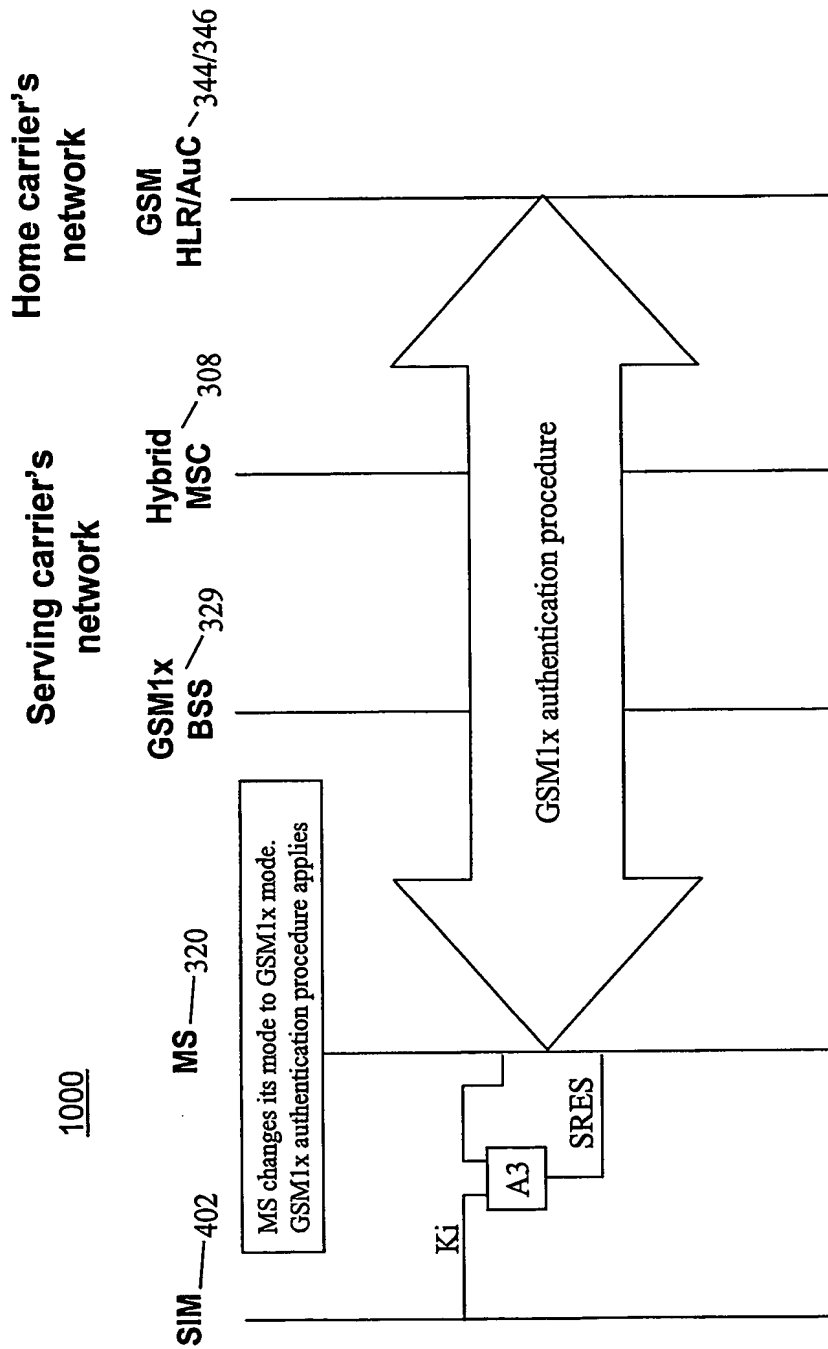 1000
Serving carrier's
network
Home carrier's
network
SIM
402
MS
320
GSM1x
BSS
329
Hybrid
MSC
308
GSM
HLR/AuC
344/346
MS changes its mode to GSM1x mode.
GSM1x authentication procedure applies
Ki
A3
SRES
GSM1x authentication procedure